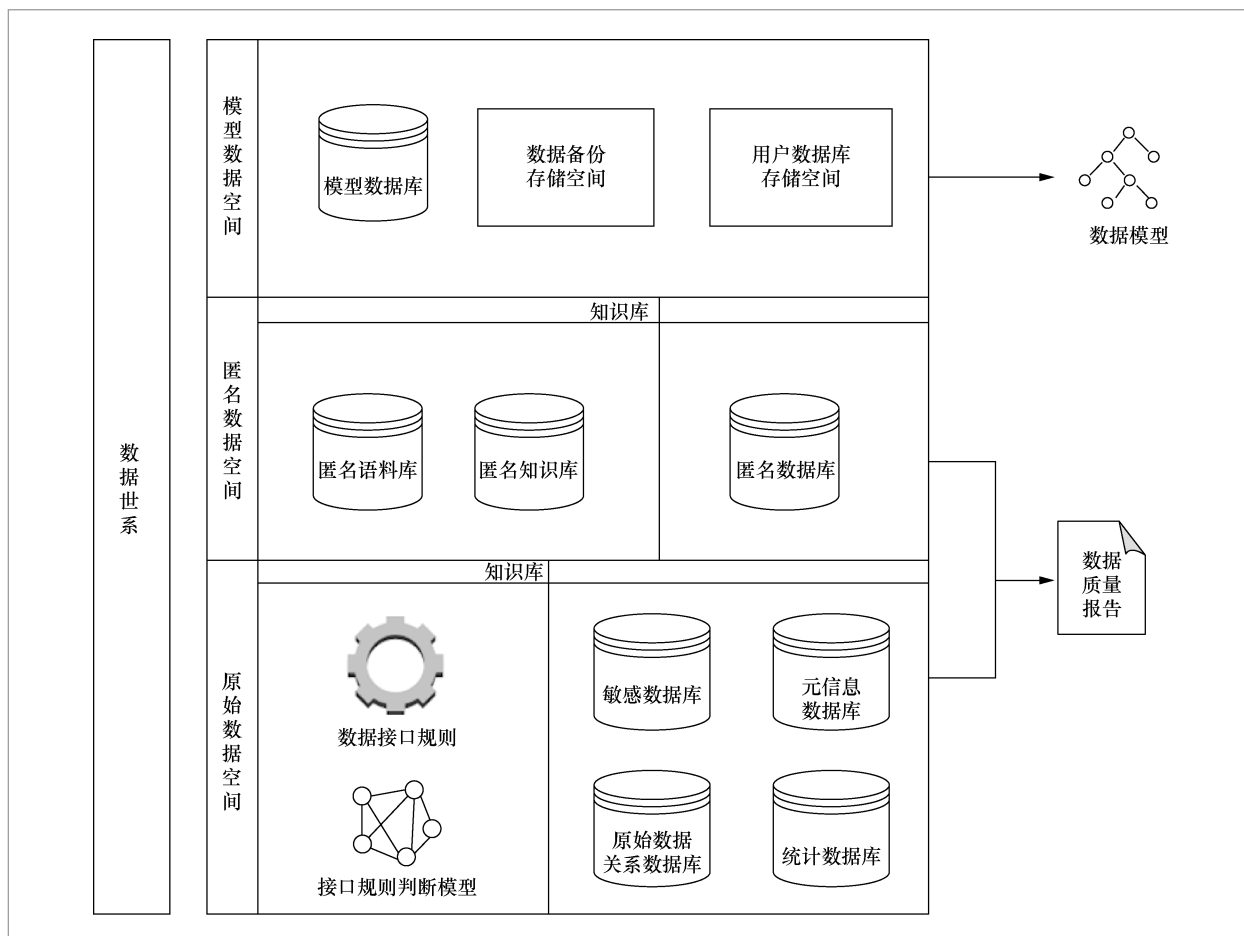 数据世系
模型数据空间
模型数据库
数据备份
存储空间
用户数据库
存储空间
数据模型
匿名数据空间
知识库
匿名语料库
匿名知识库
匿名数据库
数据
质量
报告
原始数据空间
知识库
数据接口规则
接口规则判断模型
敏感数据库
元信息
数据库
原始数据
关系数据库
统计数据库